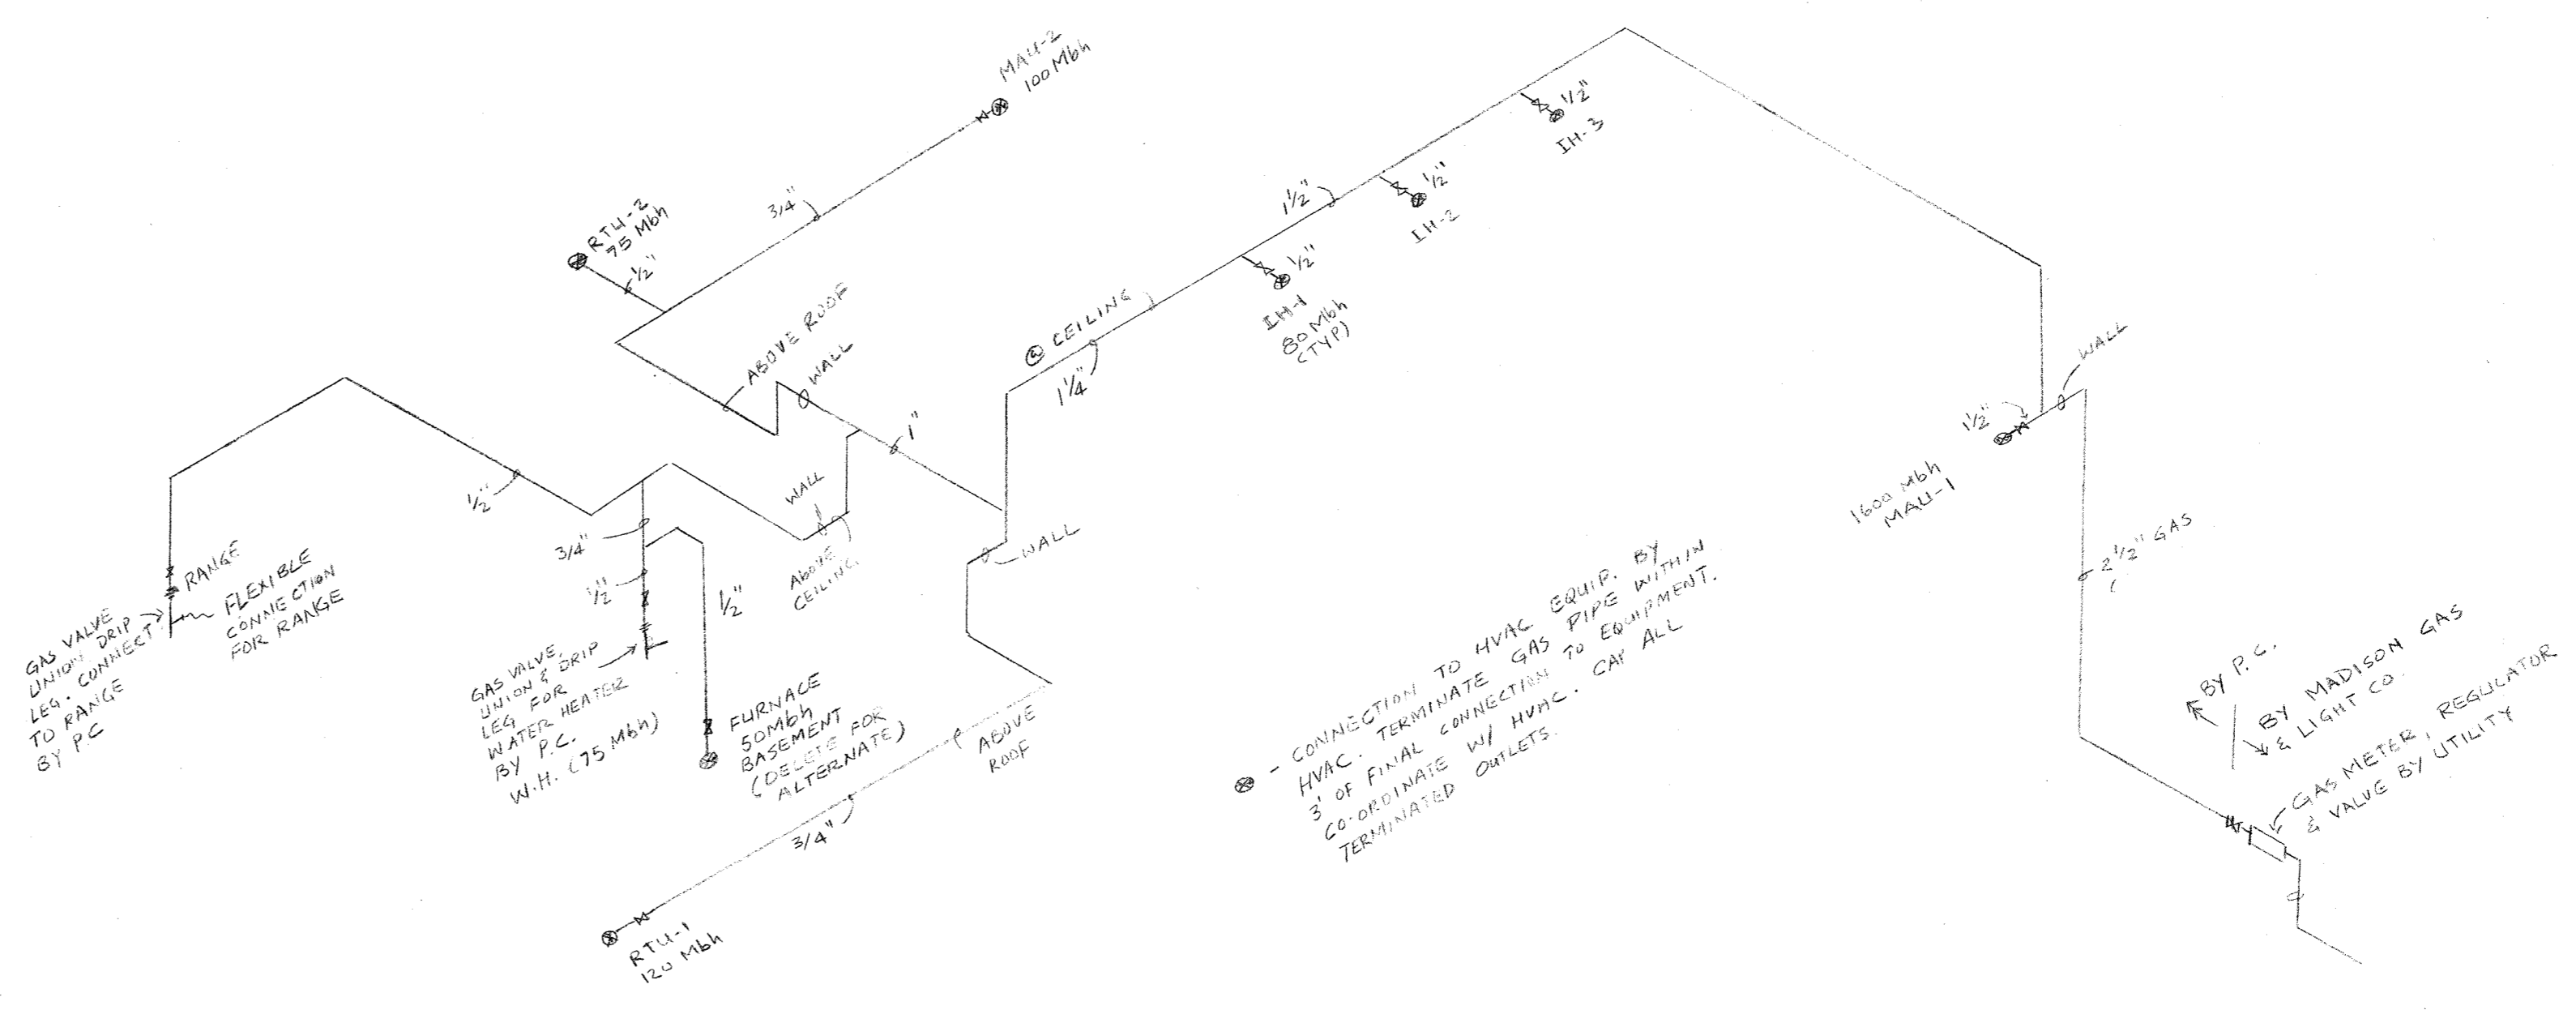 MAU-2
100 Mbh
RTU-2
75 Mbh
1/2"
3/4"
1/2"
IH-3
1/2"
IH-2
1 1/2"
1/2"
IH-1
80 Mbh
(TYP)
@ CEILING
1 1/4"
ABOVE ROOF
WALL
1"
WALL
1 1/2"
1600 Mbh
MAU-1
2 1/2" GAS
1/2"
WALL
ABOVE
CEILING
WALL
3/4"
1/2"
1/2"
RANGE
FLEXIBLE
CONNECTION
FOR RANGE
GAS VALVE
UNION DRIP
LEG. CONNECT
TO RANGE
BY P.C
GAS VALVE,
UNION & DRIP
LEG FOR
WATER HEATER
BY P.C.
W.H. (75 Mbh)
FURNACE
50 Mbh
BASEMENT
(DELETE FOR
ALTERNATE)
ABOVE
ROOF
3/4"
RTU-1
120 Mbh
⊗ - CONNECTION TO HVAC EQUIP. BY
HVAC. TERMINATE GAS PIPE WITHIN
3' OF FINAL CONNECTION TO EQUIPMENT.
CO-ORDINATE W/ HVAC. CAP ALL
TERMINATED OUTLETS.
BY P.C.
BY MADISON GAS
& LIGHT CO.
GAS METER, REGULATOR
& VALVE BY UTILITY